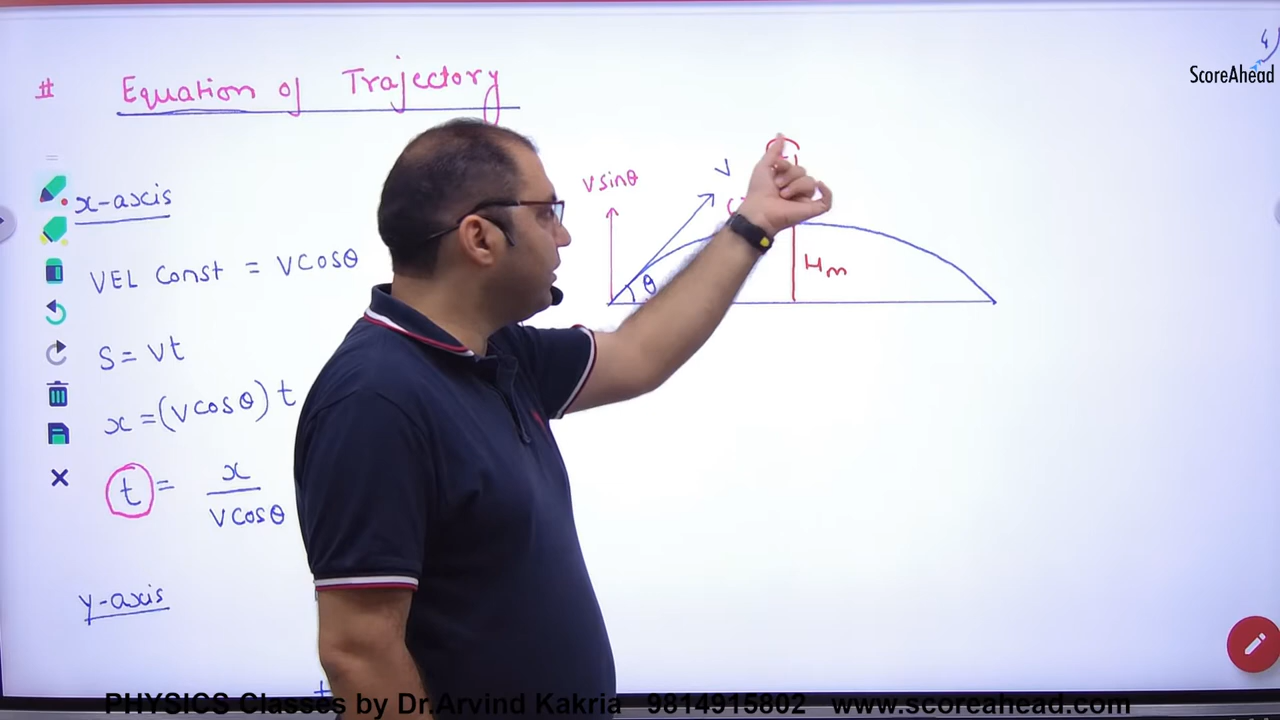 # Equation of Trajectory
ScoreAhead
x-axis
VEL Const = VCosθ
S = Vt
x = (VCosθ) t
t = x / VCosθ
y-axis
V sinθ
V
θ
Hm
PHYSICS Classes by Dr.Arvind Kakria 9814915802 www.scoreahead.com